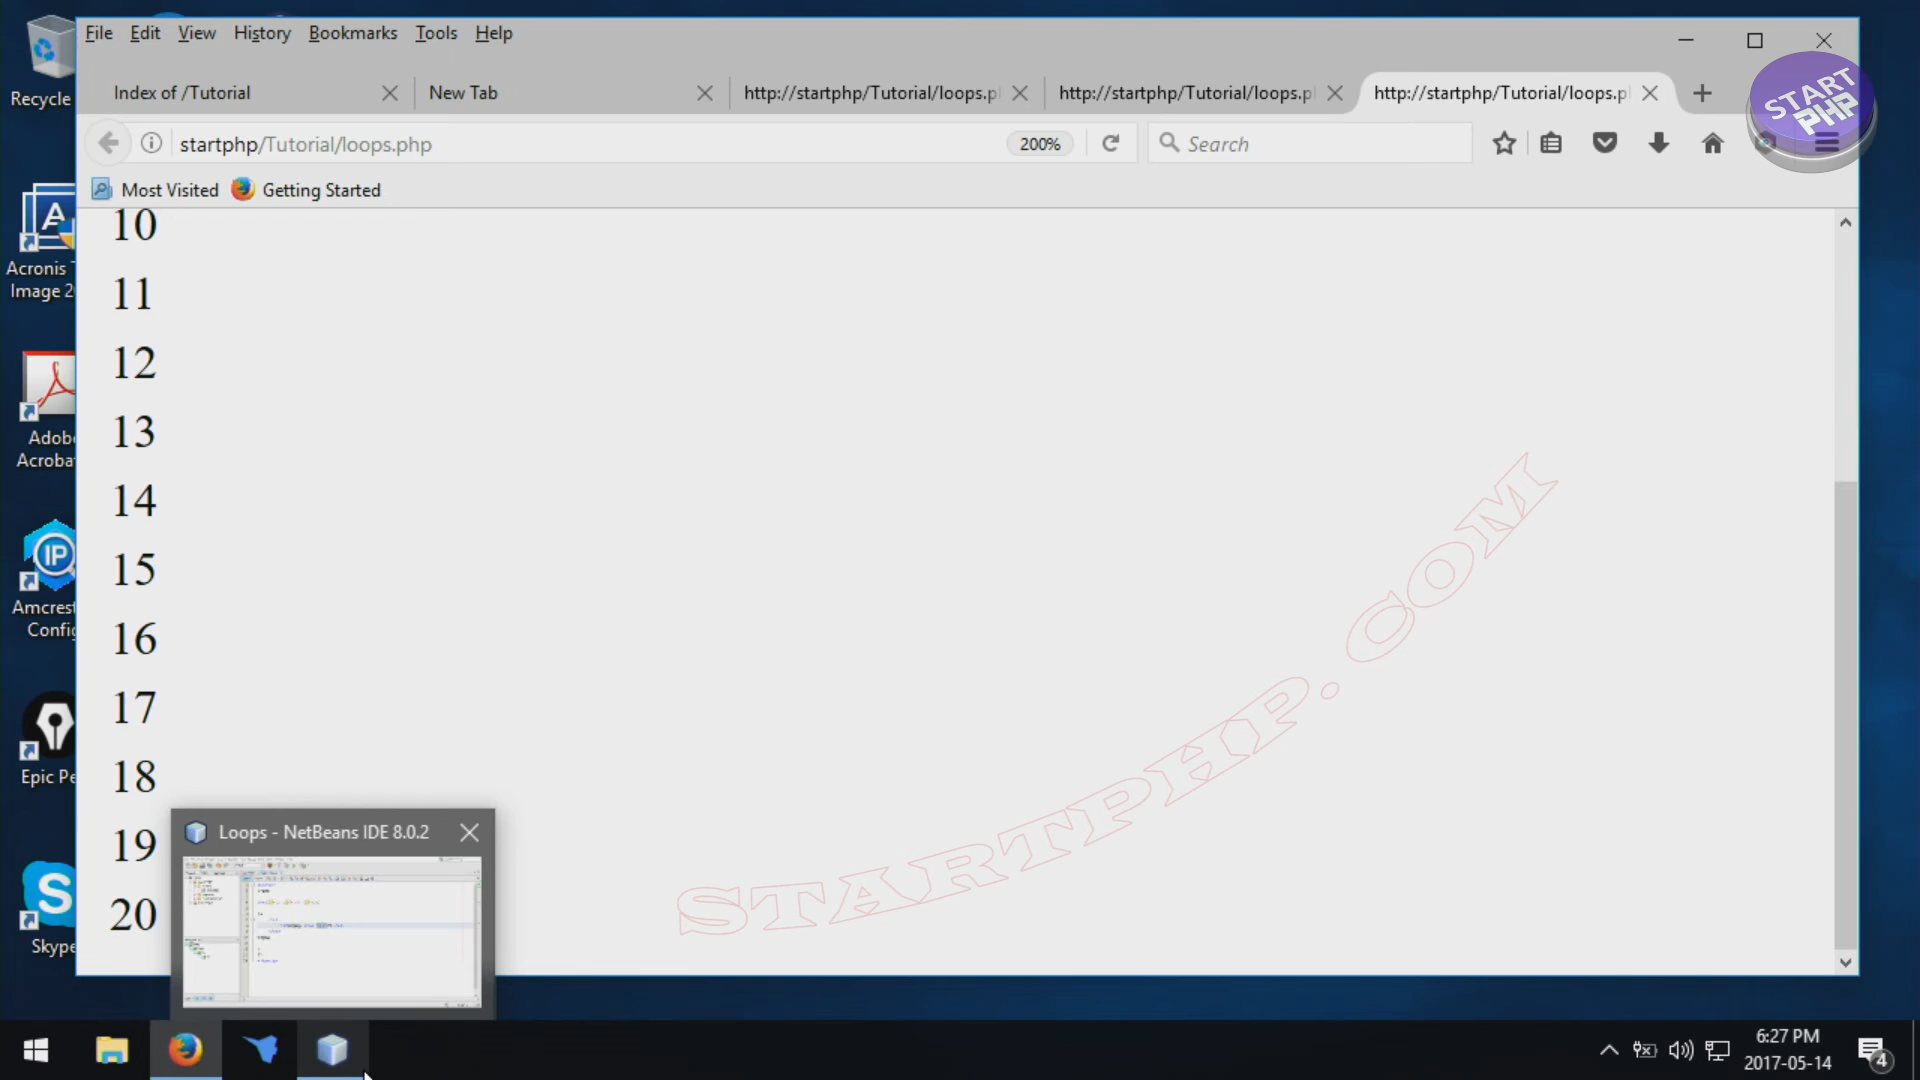 File Edit View History Bookmarks Tools Help
Index of /Tutorial
New Tab
http://startphp/Tutorial/loops.p
http://startphp/Tutorial/loops.p
http://startphp/Tutorial/loops.p
START
PHP
startphp/Tutorial/loops.php
200%
Search
Most Visited
Getting Started
Recycle
Acronis
Image 2
Adob
Acroba
IP
Amcrest
Config
Epic Pe
Skype
10
11
12
13
14
15
16
17
18
19
20
STARTPHP.COM
Loops - NetBeans IDE 8.0.2
6:27 PM
2017-05-14
4